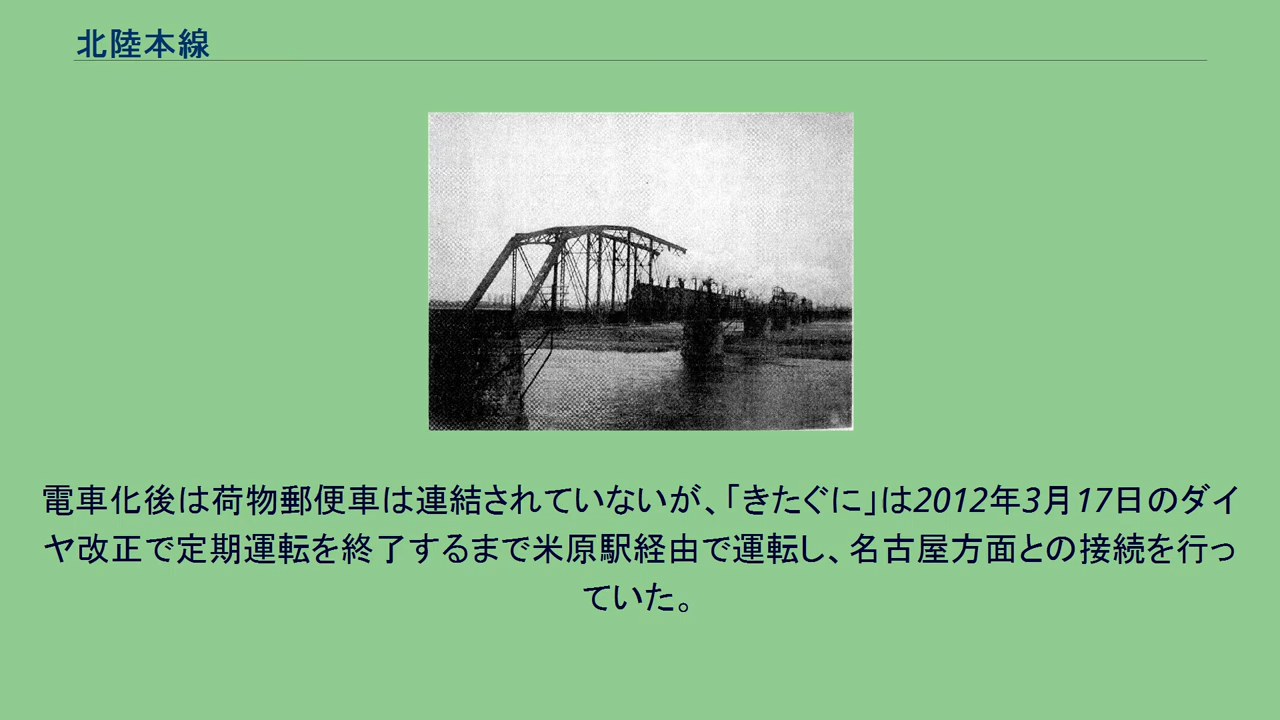 北陸本線
電車化後は荷物郵便車は連結されていないが、「きたぐに」は2012年3月17日のダイ
ヤ改正で定期運転を終了するまで米原駅経由で運転し、名古屋方面との接続を行っ
ていた。